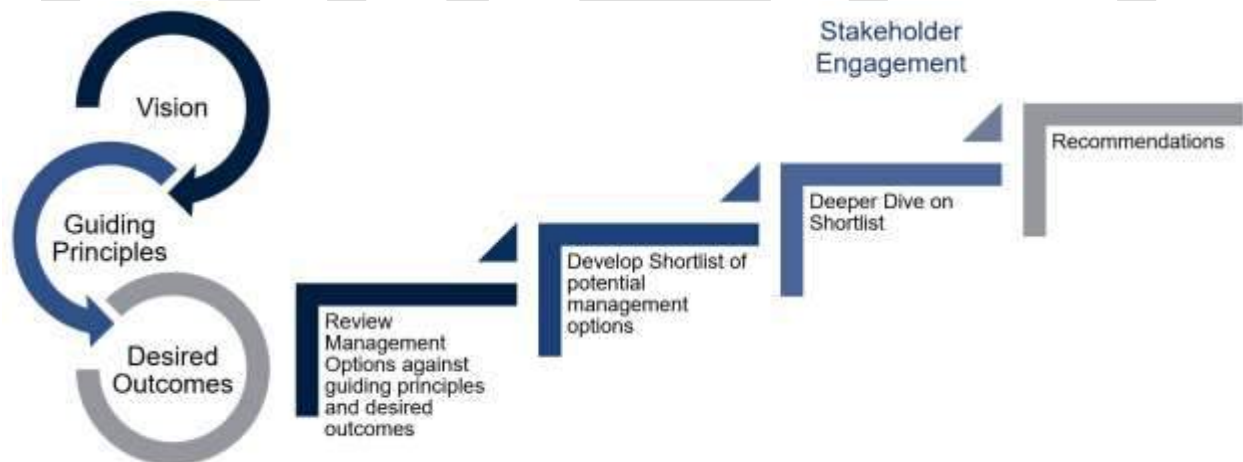 Vision
Guiding
Principles
Desired
Outcomes
Review
Management
Options against
guiding principles
and desired
outcomes
Develop Shortlist of
potential
management
options
Deeper Dive on
Shortlist
Stakeholder
Engagement
Recommendations